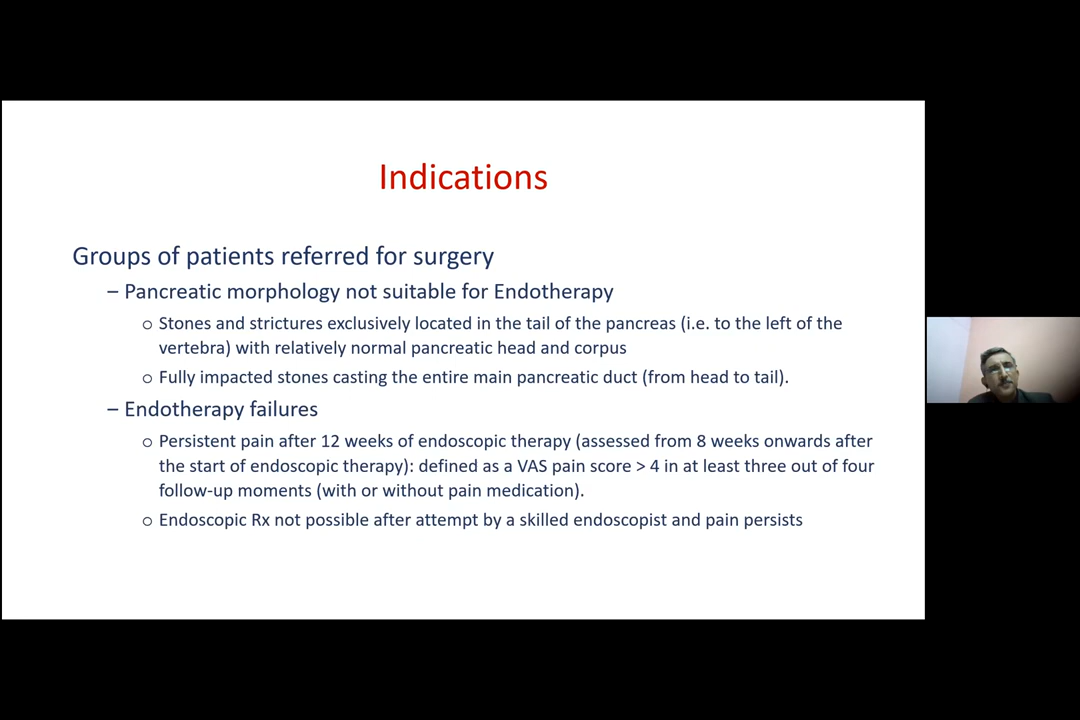 Indications
Groups of patients referred for surgery
– Pancreatic morphology not suitable for Endotherapy
○ Stones and strictures exclusively located in the tail of the pancreas (i.e. to the left of the
vertebra) with relatively normal pancreatic head and corpus
○ Fully impacted stones casting the entire main pancreatic duct (from head to tail).
– Endotherapy failures
○ Persistent pain after 12 weeks of endoscopic therapy (assessed from 8 weeks onwards after
the start of endoscopic therapy): defined as a VAS pain score > 4 in at least three out of four
follow-up moments (with or without pain medication).
○ Endoscopic Rx not possible after attempt by a skilled endoscopist and pain persists